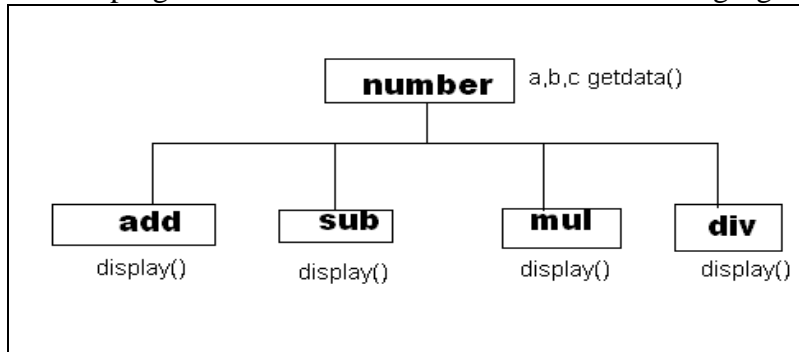 number a,b,c getdata()
add sub mul div
display() display() display() display()